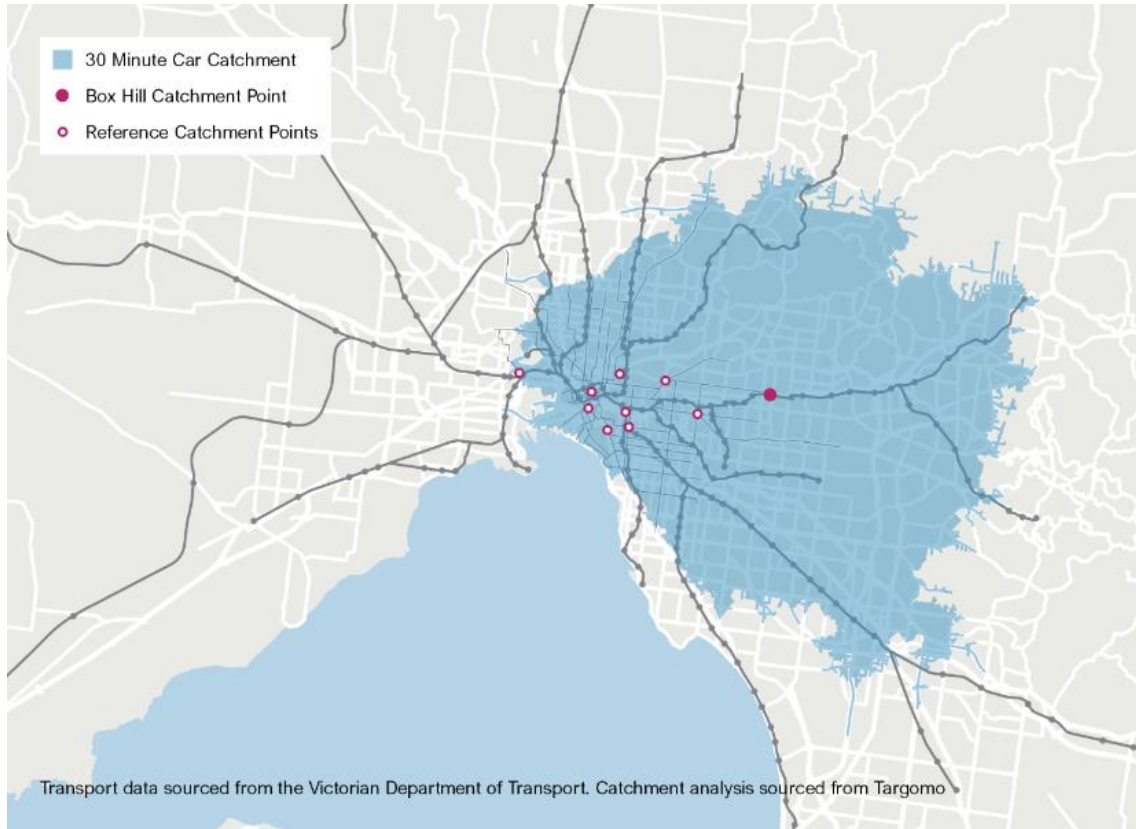 30 Minute Car Catchment
Box Hill Catchment Point
Reference Catchment Points
Transport data sourced from the Victorian Department of Transport. Catchment analysis sourced from Targomo